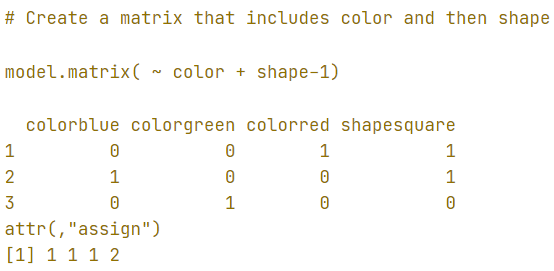 # Create a matrix that includes color and then shape
model.matrix( ~ color + shape-1)
colorblue colorgreen colorred shapesquare
1 0 0 1 1
2 1 0 0 1
3 0 1 0 0
attr(,"assign")
[1] 1 1 1 2